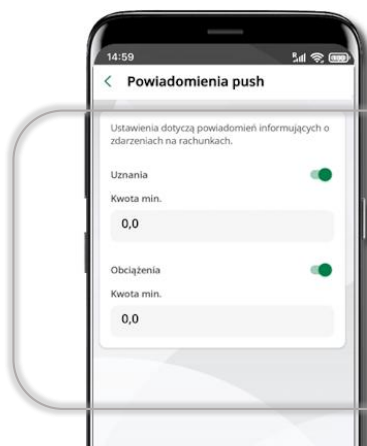 14:59
Powiadomienia push
Ustawienia dotyczą powiadomień informujących o
zdarzeniach na rachunkach.
Uznania
Kwota min.
0,0
Obciążenia
Kwota min.
0,0